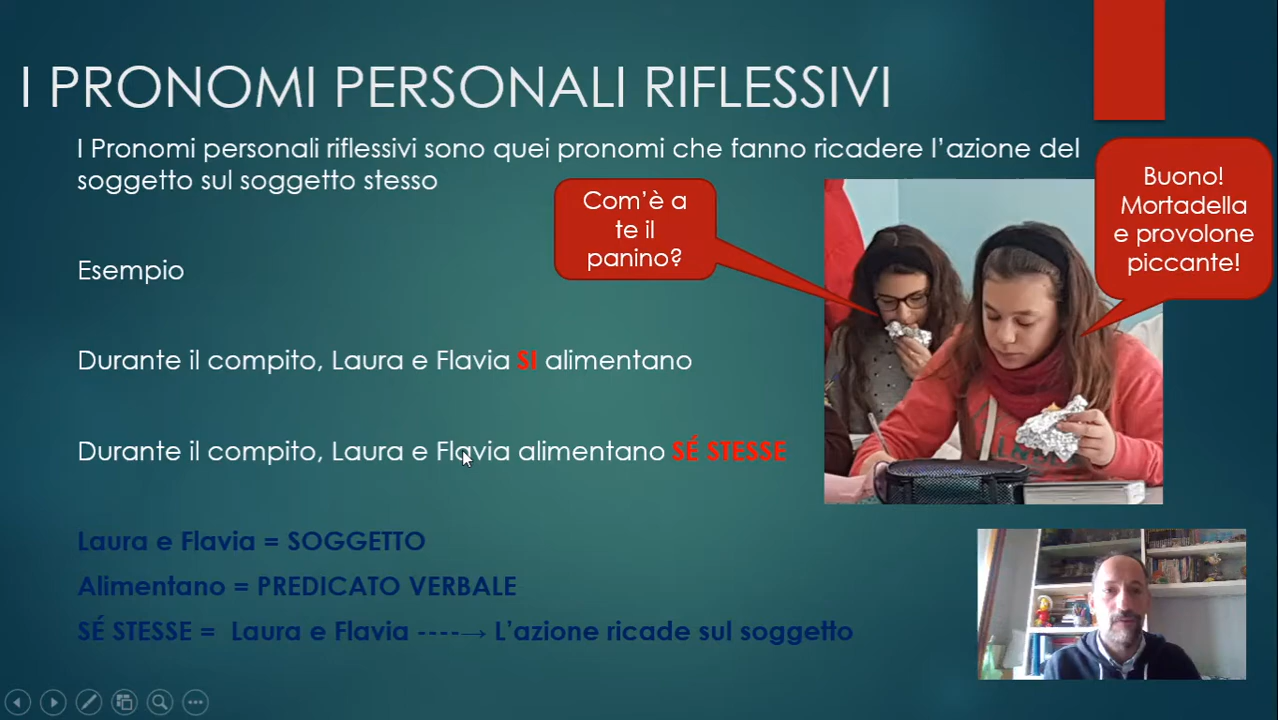 I PRONOMI PERSONALI RIFLESSIVI
I Pronomi personali riflessivi sono quei pronomi che fanno ricadere l'azione del
soggetto sul soggetto stesso
Com'è a
te il
panino?
Buono!
Mortadella
e provolone
piccante!
Esempio
Durante il compito, Laura e Flavia SI alimentano
Durante il compito, Laura e Flavia alimentano SÉ STESSE
Laura e Flavia = SOGGETTO
Alimentano = PREDICATO VERBALE
SÉ STESSE = Laura e Flavia ----→ L'azione ricade sul soggetto